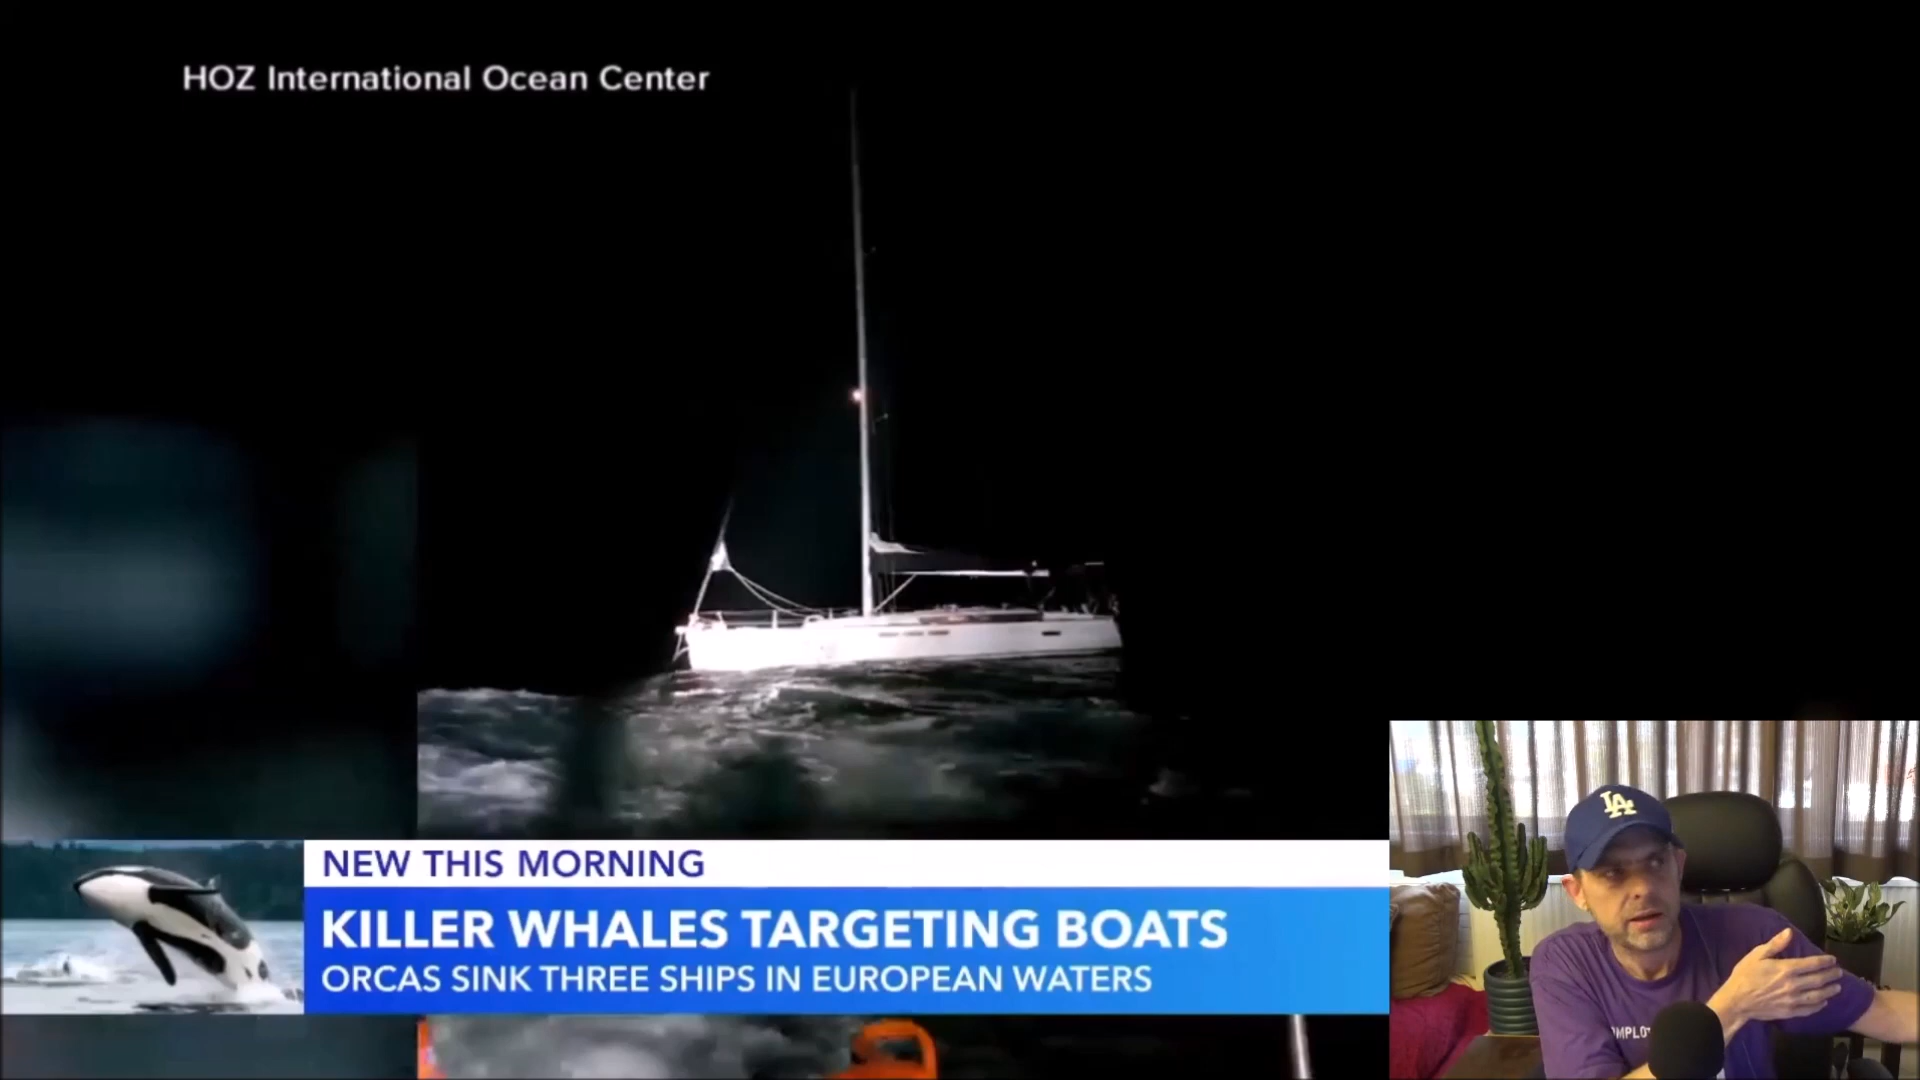 HOZ International Ocean Center
NEW THIS MORNING
KILLER WHALES TARGETING BOATS
ORCAS SINK THREE SHIPS IN EUROPEAN WATERS
LA